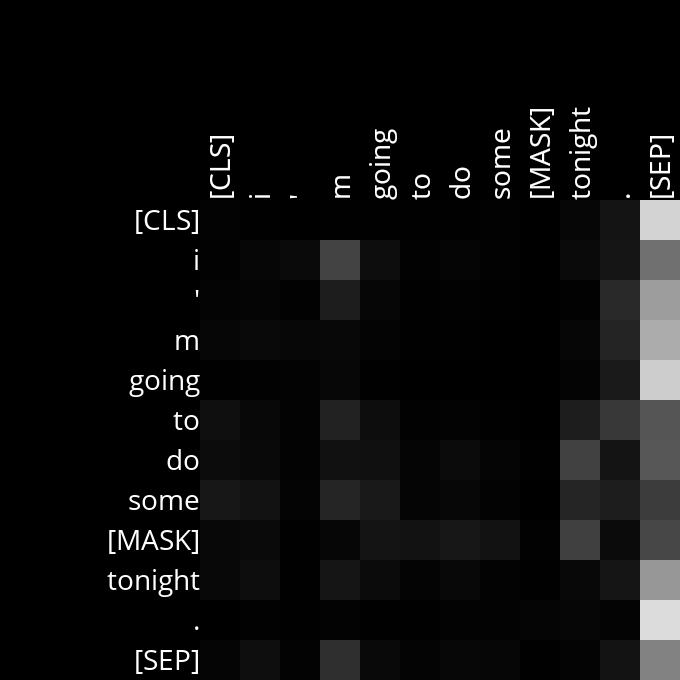 [CLS] i ' m going to do some [MASK] tonight . [SEP]
[CLS]
i
'
m
going
to
do
some
[MASK]
tonight
.
[SEP]